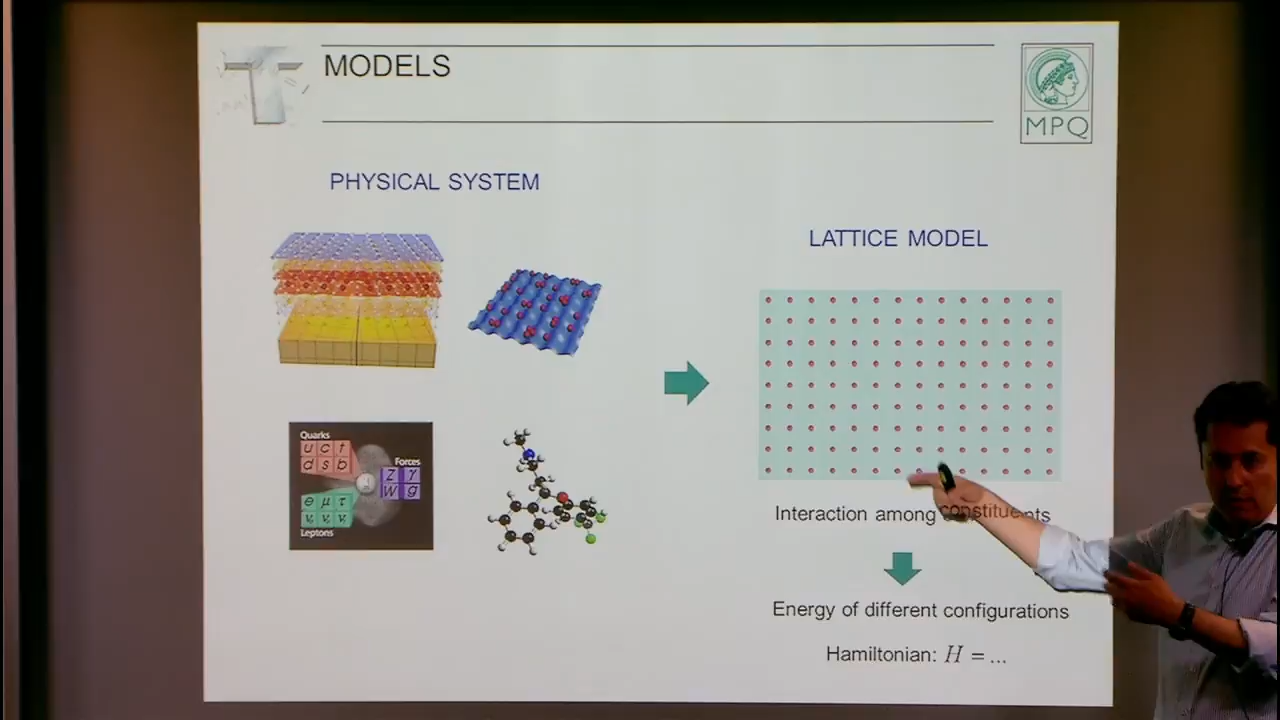 MODELS
MPQ
PHYSICAL SYSTEM
LATTICE MODEL
Quarks
u c t
d s b
Forces
Z γ
W g
e μ τ
Leptons
Interaction among constituents
Energy of different configurations
Hamiltonian: H = ...